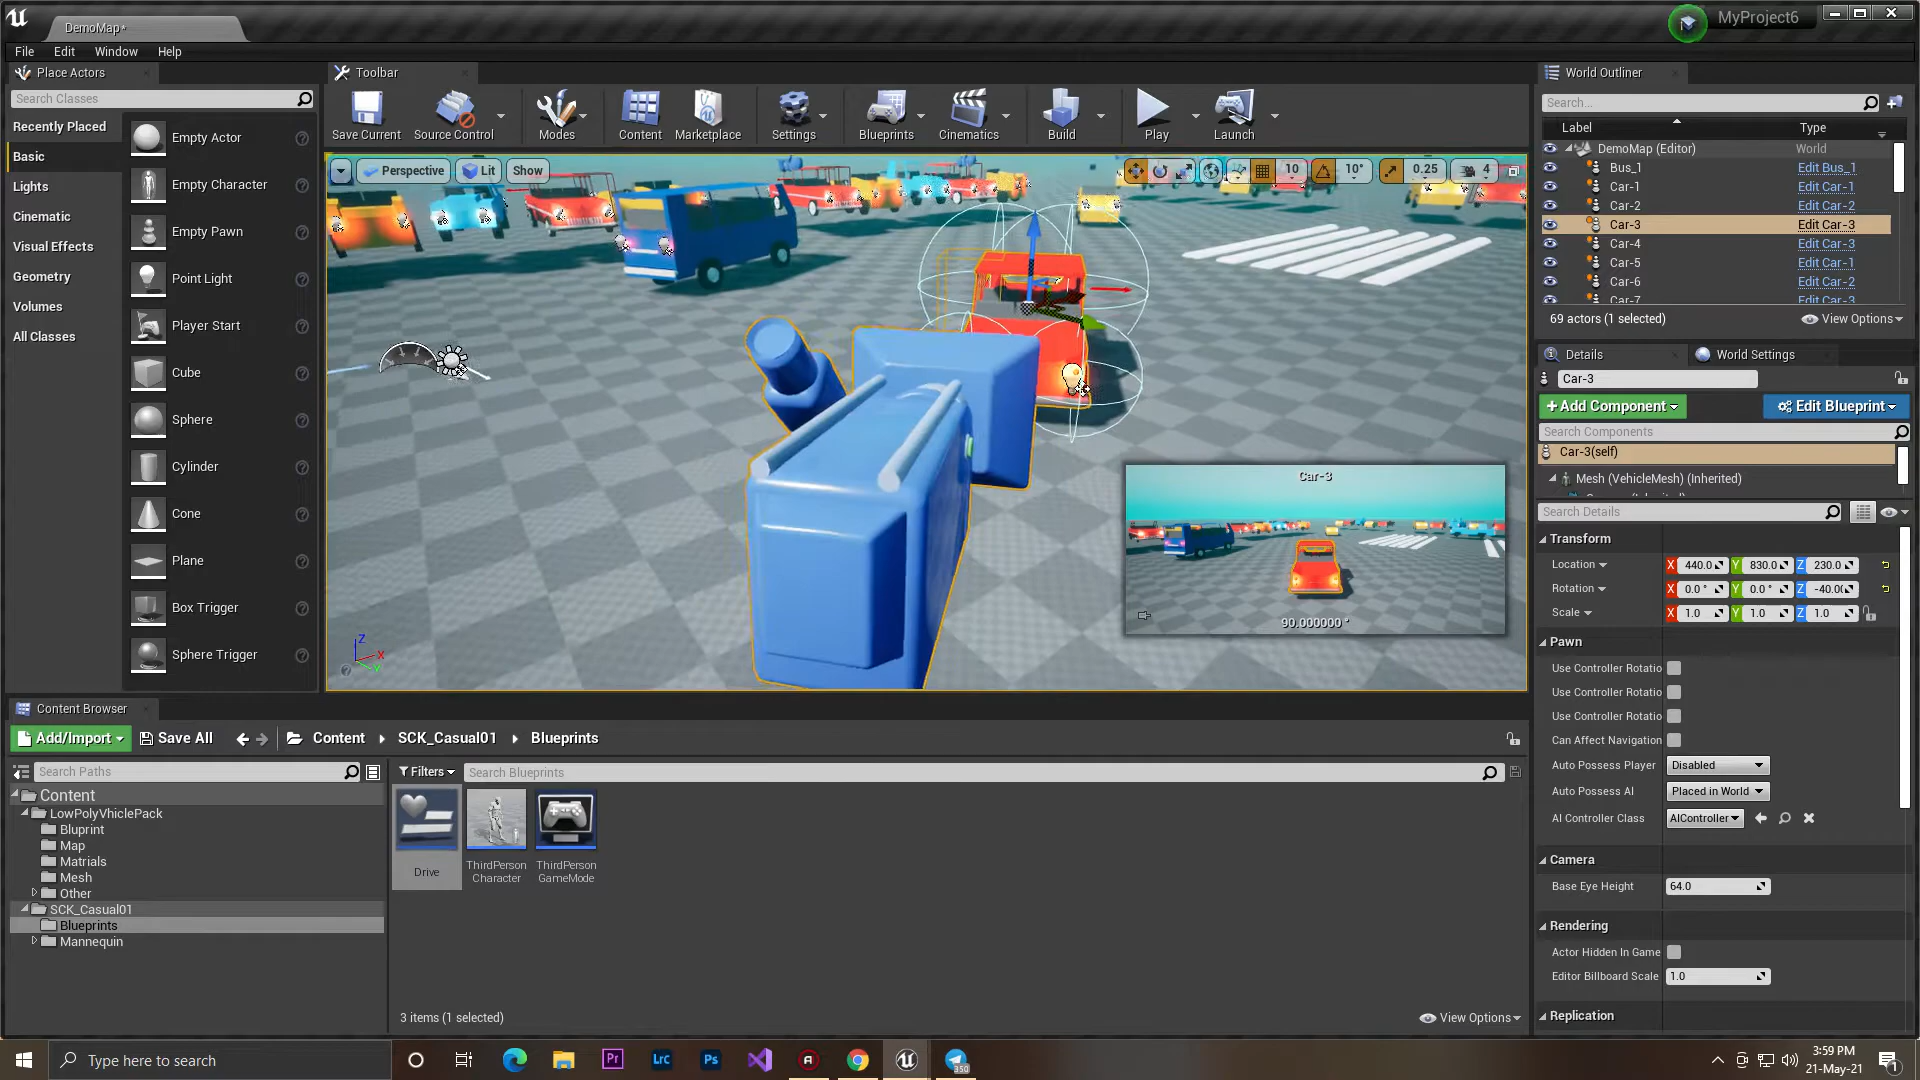 DemoMap*
MyProject6
File Edit Window Help
Place Actors
Search Classes
Recently Placed
Basic
Lights
Cinematic
Visual Effects
Geometry
Volumes
All Classes
Empty Actor
Empty Character
Empty Pawn
Point Light
Player Start
Cube
Sphere
Cylinder
Cone
Plane
Box Trigger
Sphere Trigger
Toolbar
Save Current Source Control Modes Content Marketplace Settings Blueprints Cinematics Build Play Launch
Perspective Lit Show
10 10° 0.25 4
Car-3
90.000000 °
Z
X
Y
World Outliner
Search...
Label Type
DemoMap (Editor) World
Bus_1 Edit Bus_1
Car-1 Edit Car-1
Car-2 Edit Car-2
Car-3 Edit Car-3
Car-4 Edit Car-3
Car-5 Edit Car-1
Car-6 Edit Car-2
Car-7 Edit Car-3
69 actors (1 selected) View Options
Details World Settings
Car-3
+Add Component Edit Blueprint
Search Components
Car-3(self)
Mesh (VehicleMesh) (Inherited)
Search Details
Transform
Location X 440.0 Y 830.0 Z 230.0
Rotation X 0.0 ° Y 0.0 ° Z -40.0
Scale X 1.0 Y 1.0 Z 1.0
Pawn
Use Controller Rotatio
Use Controller Rotatio
Use Controller Rotatio
Can Affect Navigation
Auto Possess Player Disabled
Auto Possess AI Placed in World
AI Controller Class AIController
Camera
Base Eye Height 64.0
Rendering
Actor Hidden In Game
Editor Billboard Scale 1.0
Replication
Content Browser
Add/Import Save All Content SCK_Casual01 Blueprints
Search Paths
Filters Search Blueprints
Content
LowPolyVhiclePack
Bluprint
Map
Matrials
Mesh
Other
SCK_Casual01
Blueprints
Mannequin
Drive
ThirdPerson
Character
ThirdPerson
GameMode
3 items (1 selected) View Options
Type here to search
Pr Lrc Ps
350
3:59 PM
21-May-21
1